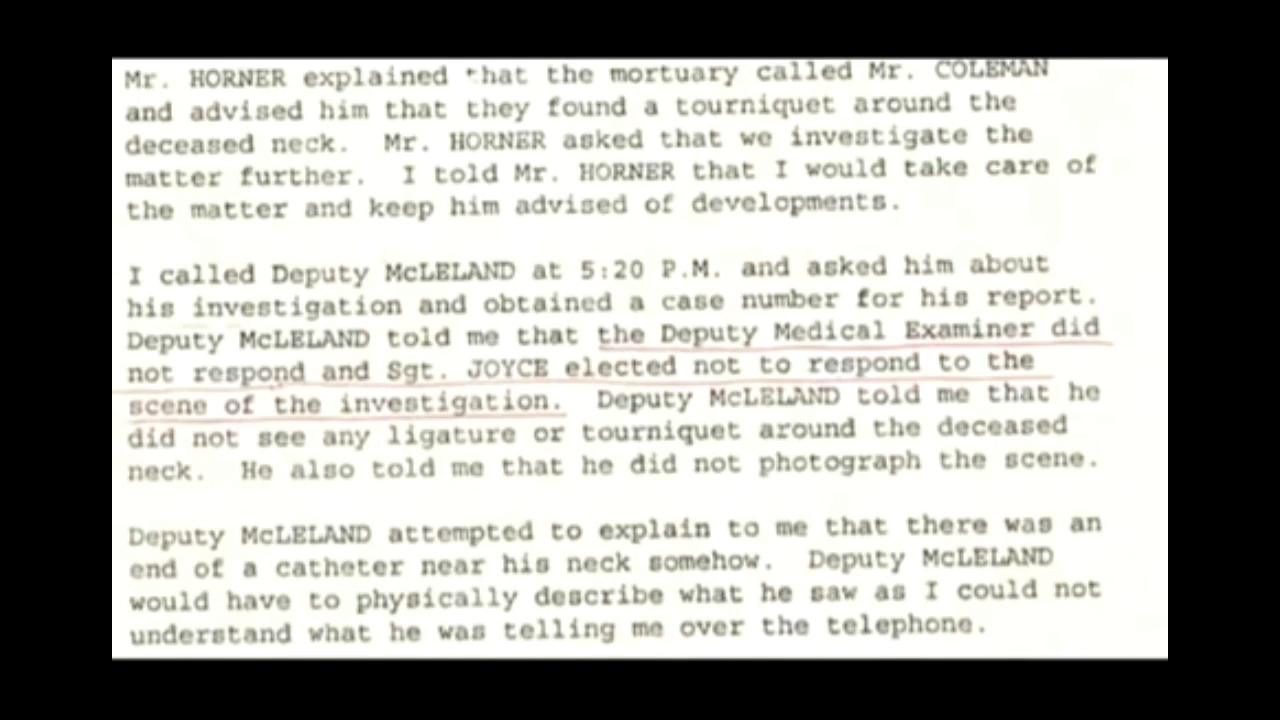 Mr. HORNER explained that the mortuary called Mr. COLEMAN
and advised him that they found a tourniquet around the
deceased neck. Mr. HORNER asked that we investigate the
matter further. I told Mr. HORNER that I would take care of
the matter and keep him advised of developments.
I called Deputy McLELAND at 5:20 P.M. and asked him about
his investigation and obtained a case number for his report.
Deputy McLELAND told me that the Deputy Medical Examiner did
not respond and Sgt. JOYCE elected not to respond to the
scene of the investigation. Deputy McLELAND told me that he
did not see any ligature or tourniquet around the deceased
neck. He also told me that he did not photograph the scene.
Deputy McLELAND attempted to explain to me that there was an
end of a catheter near his neck somehow. Deputy McLELAND
would have to physically describe what he saw as I could not
understand what he was telling me over the telephone.